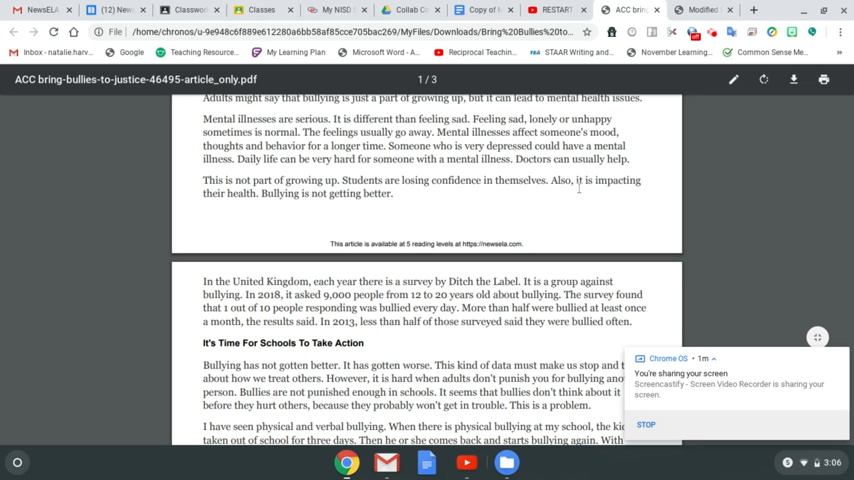 NewsELA
(12) New
Classwor
Classes
My NISD
Collab Co
Copy of M
RESTART
ACC bring-
Modified
File | /home/chronos/u-9e948c6f889e612280a6bb58af85cce705bac269/MyFiles/Downloads/Bring%20Bullies%20to...
Inbox - natalie.harv...
Google
Teaching Resource...
My Learning Plan
Microsoft Word - A...
Reciprocal Teachin...
STAAR Writing and...
November Learning...
Common Sense Me...
»
ACC bring-bullies-to-justice-46495-article_only.pdf
1 / 3
Adults might say that bullying is just a part of growing up, but it can lead to mental health issues.
Mental illnesses are serious. It is different than feeling sad. Feeling sad, lonely or unhappy
sometimes is normal. The feelings usually go away. Mental illnesses affect someone's mood,
thoughts and behavior for a longer time. Someone who is very depressed could have a mental
illness. Daily life can be very hard for someone with a mental illness. Doctors can usually help.
This is not part of growing up. Students are losing confidence in themselves. Also, it is impacting
their health. Bullying is not getting better.
This article is available at 5 reading levels at https://newsela.com.
In the United Kingdom, each year there is a survey by Ditch the Label. It is a group against
bullying. In 2018, it asked 9,000 people from 12 to 20 years old about bullying. The survey found
that 1 out of 10 people responding was bullied every day. More than half were bullied at least once
a month, the results said. In 2013, less than half of those surveyed said they were bullied often.
It's Time For Schools To Take Action
Bullying has not gotten better. It has gotten worse. This kind of data must make us stop and
about how we treat others. However, it is hard when adults don't punish you for bullying
person. Bullies are not punished enough in schools. It seems that bullies don't think about it
before they hurt others, because they probably won't get in trouble. This is a problem.
I have seen physical and verbal bullying. When there is physical bullying at my school, the
taken out of school for three days. Then he or she comes back and starts bullying again. With
Chrome OS • 1m
You're sharing your screen
Screencastify - Screen Video Recorder is sharing your
screen.
STOP
3:06